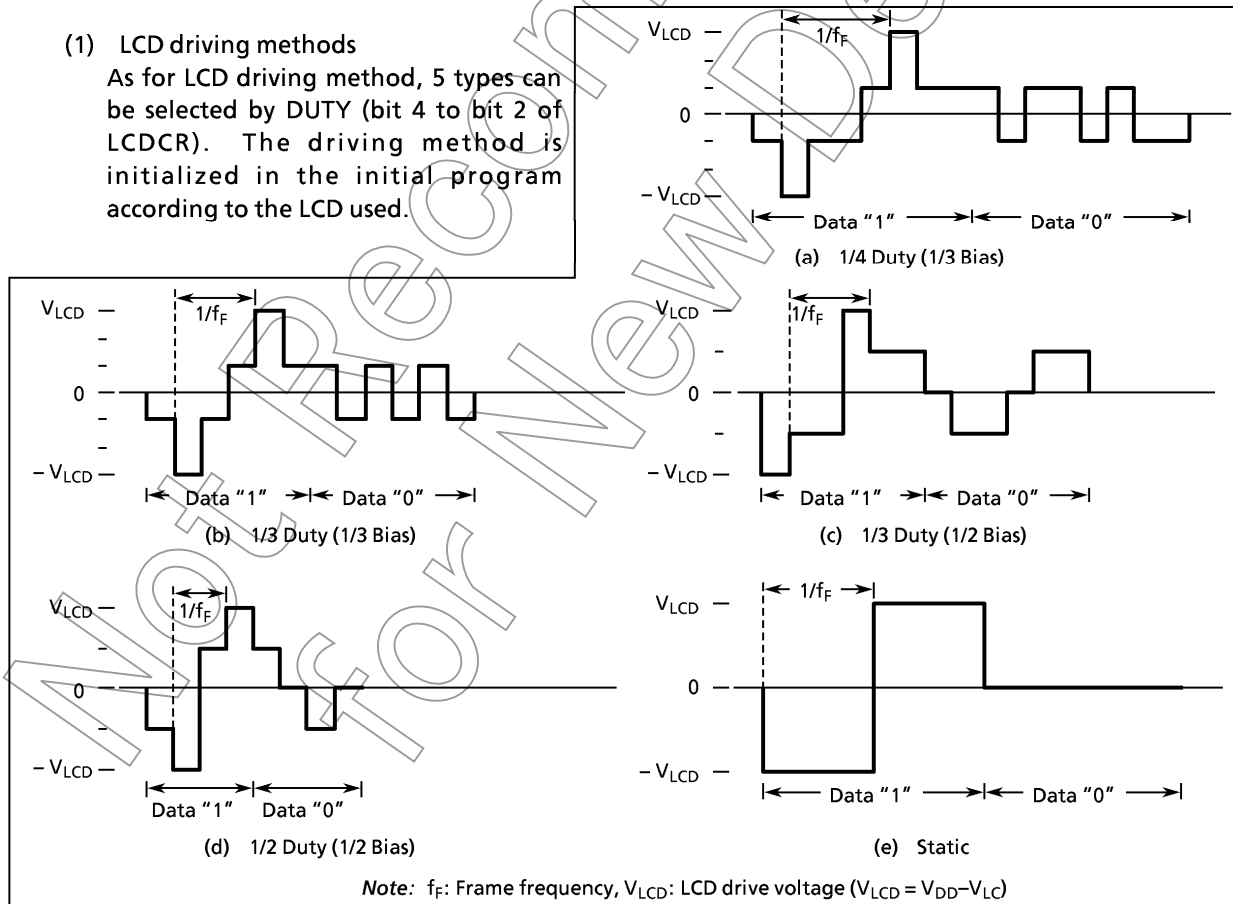 (1) LCD driving methods
As for LCD driving method, 5 types can
be selected by DUTY (bit 4 to bit 2 of
LCDCR). The driving method is
initialized in the initial program
according to the LCD used.
VLCD
1/fF
0
– VLCD
Data “1” Data “0”
(a) 1/4 Duty (1/3 Bias)
VLCD
1/fF
0
– VLCD
Data “1” Data “0”
(b) 1/3 Duty (1/3 Bias)
VLCD
1/fF
0
– VLCD
Data “1” Data “0”
(c) 1/3 Duty (1/2 Bias)
VLCD
1/fF
0
– VLCD
Data “1” Data “0”
(d) 1/2 Duty (1/2 Bias)
VLCD
1/fF
0
– VLCD
Data “1” Data “0”
(e) Static
Note: fF: Frame frequency, VLCD: LCD drive voltage (VLCD = VDD–VLC)
Not Recom
for New De